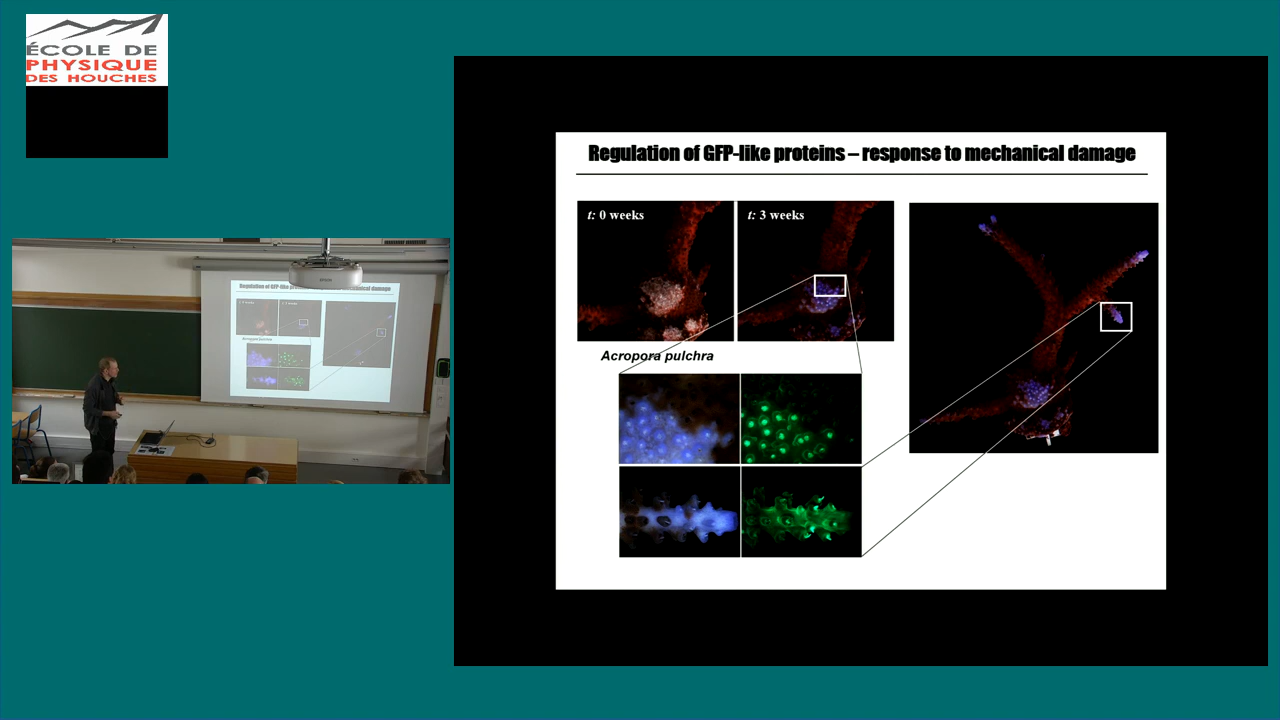 ÉCOLE DE
PHYSIQUE
DES HOUCHES
Regulation of GFP-like proteins – response to mechanical damage
t: 0 weeks
t: 3 weeks
Acropora pulchra